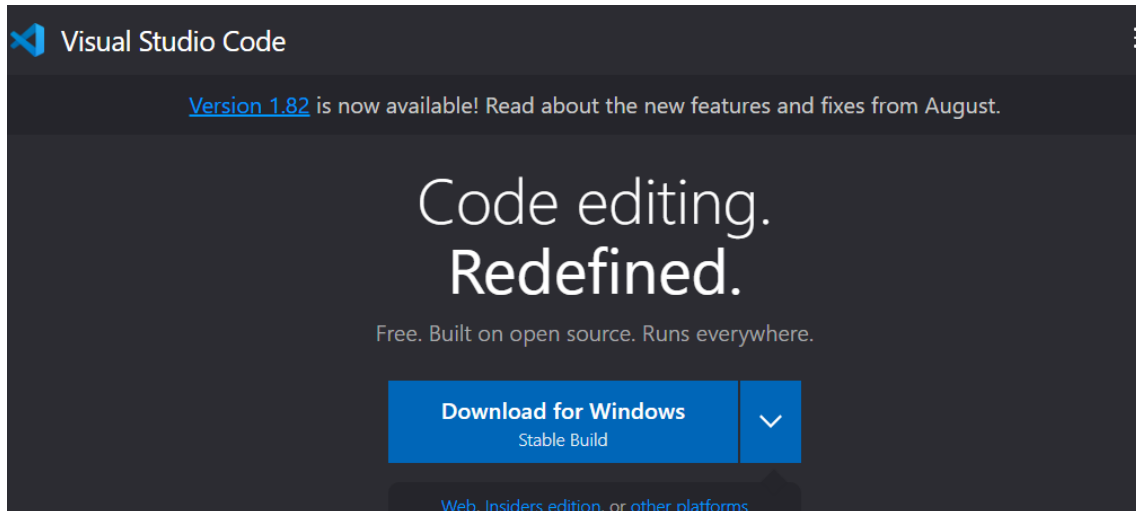 Visual Studio Code
Version 1.82 is now available! Read about the new features and fixes from August.
Code editing.
Redefined.
Free. Built on open source. Runs everywhere.
Download for Windows
Stable Build
Web, Insiders edition, or other platforms